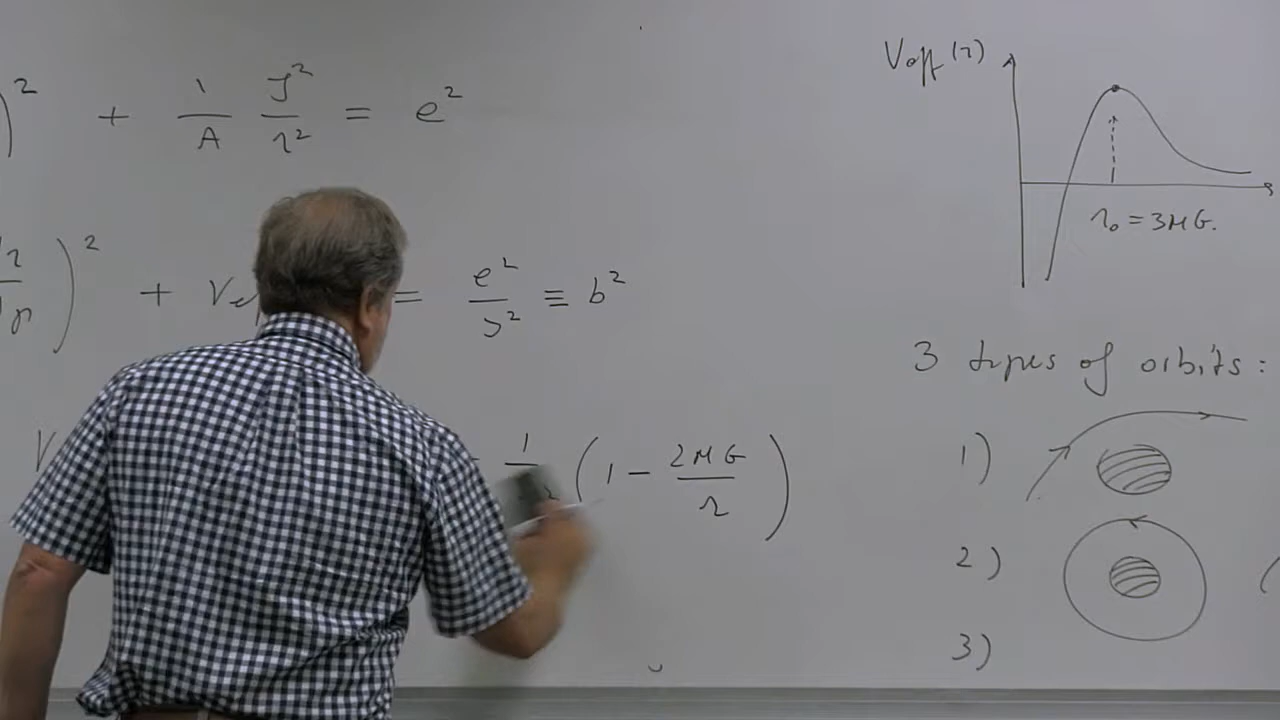 )² + 1/A J²/r² = e²
)² + V = e²/J² ≡ b²
V 1 ( 1 - 2MG/r )
Veff(r)
r₀ = 3MG.
3 types of orbits:
1)
2)
3)